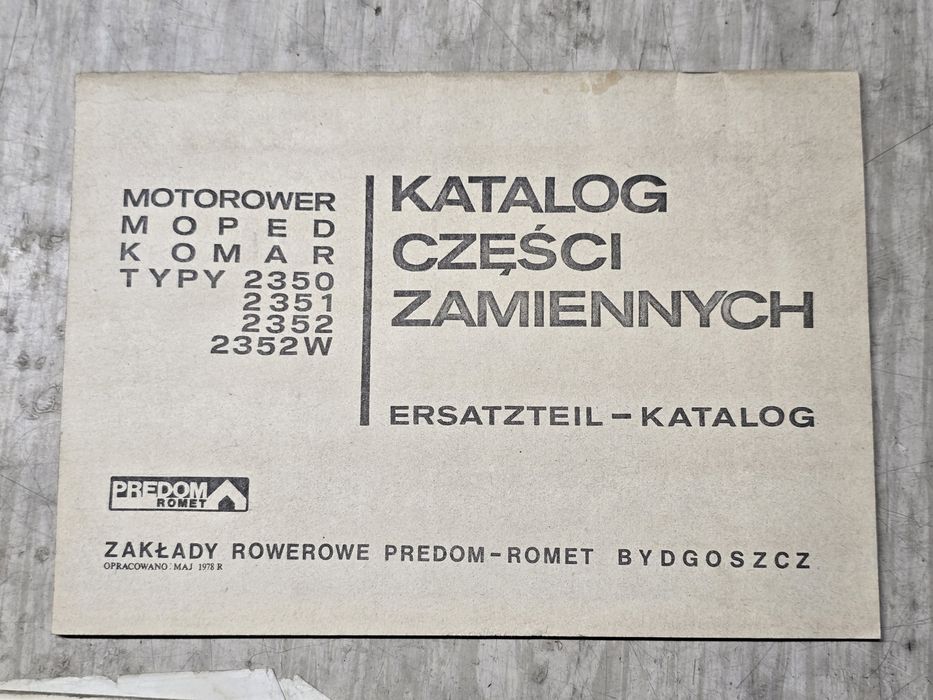 MOTOROWER
MOPED
KOMAR
TYPY 2350
2351
2352
2352W
KATALOG
CZĘŚCI
ZAMIENNYCH
ERSATZTEIL-KATALOG
PREDOM
ROMET
ZAKŁADY ROWEROWE PREDOM-ROMET BYDGOSZCZ
OPRACOWANO: MAJ 1978 R